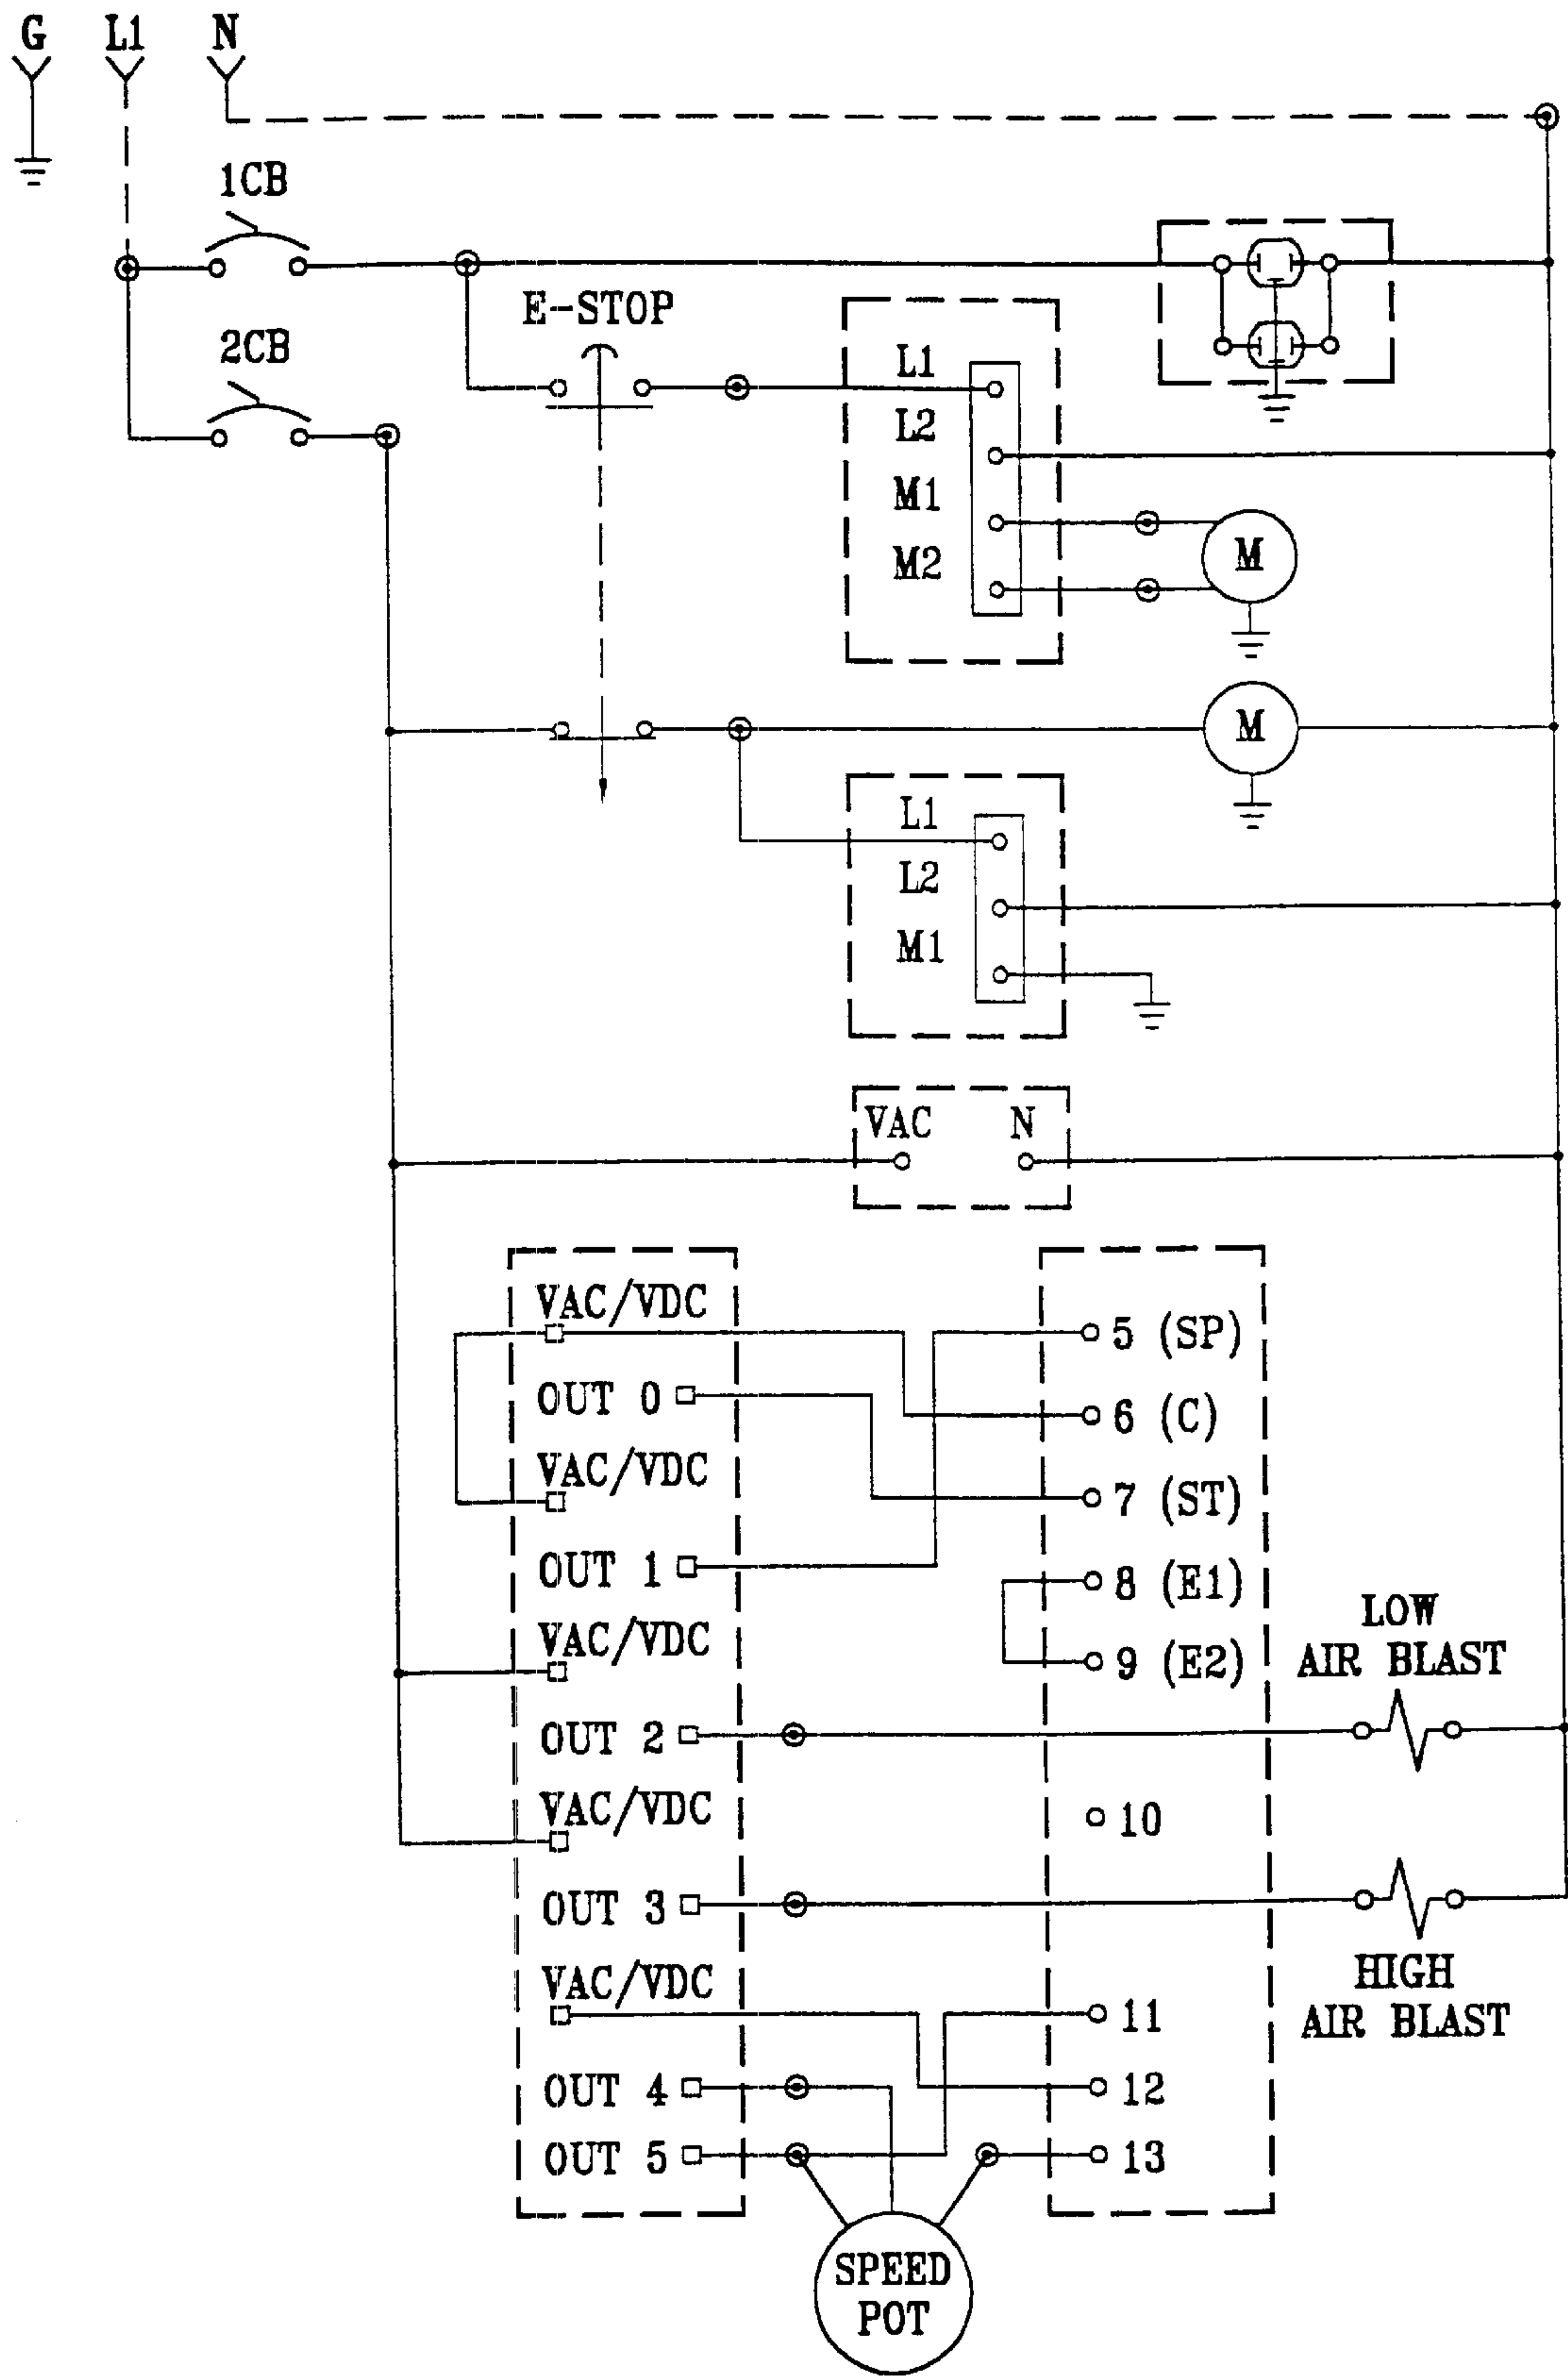 G L1 N
1CB
E-STOP
2CB
L1
L2
M1
M2
M
M
L1
L2
M1
VAC N
VAC/VDC
5 (SP)
OUT 0
6 (C)
VAC/VDC
7 (ST)
OUT 1
8 (E1)
VAC/VDC
9 (E2)
LOW
AIR BLAST
OUT 2
VAC/VDC
10
OUT 3
HIGH
AIR BLAST
VAC/VDC
11
OUT 4
12
OUT 5
13
SPEED
POT